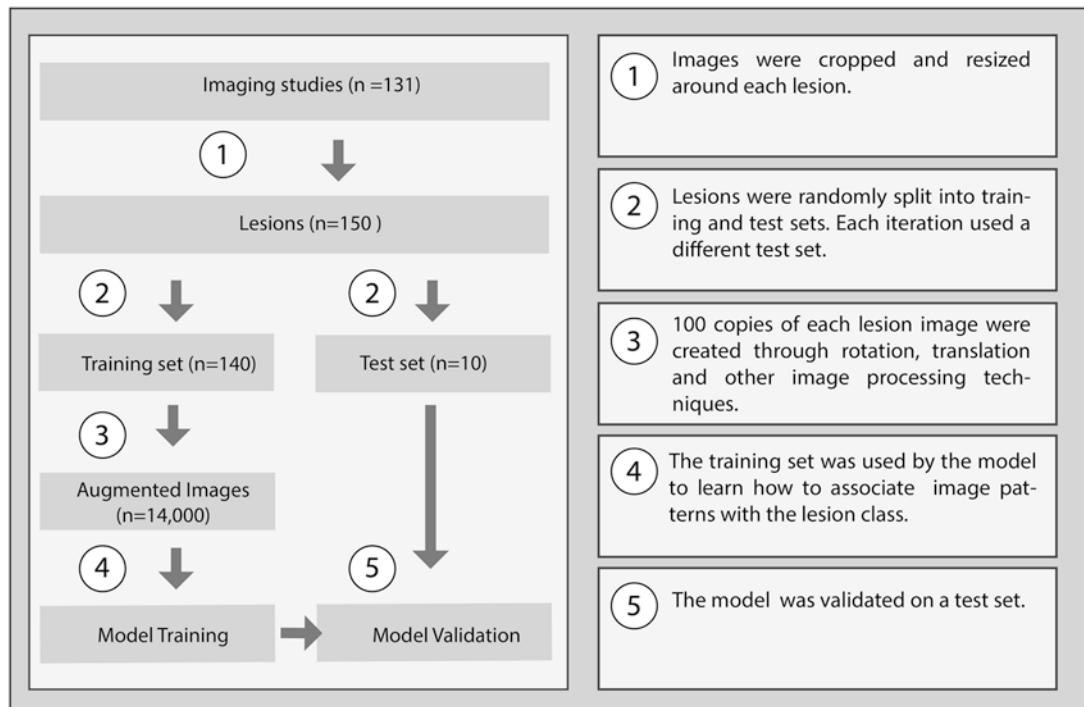 Imaging studies (n =131)
1
Lesions (n=150 )
2
2
Training set (n=140)
Test set (n=10)
3
Augmented Images
(n=14,000)
4
5
Model Training
Model Validation
1
Images were cropped and resized
around each lesion.
2
Lesions were randomly split into train-
ing and test sets. Each iteration used a
different test set.
3
100 copies of each lesion image were
created through rotation, translation
and other image processing tech-
niques.
4
The training set was used by the model
to learn how to associate image pat-
terns with the lesion class.
5
The model was validated on a test set.